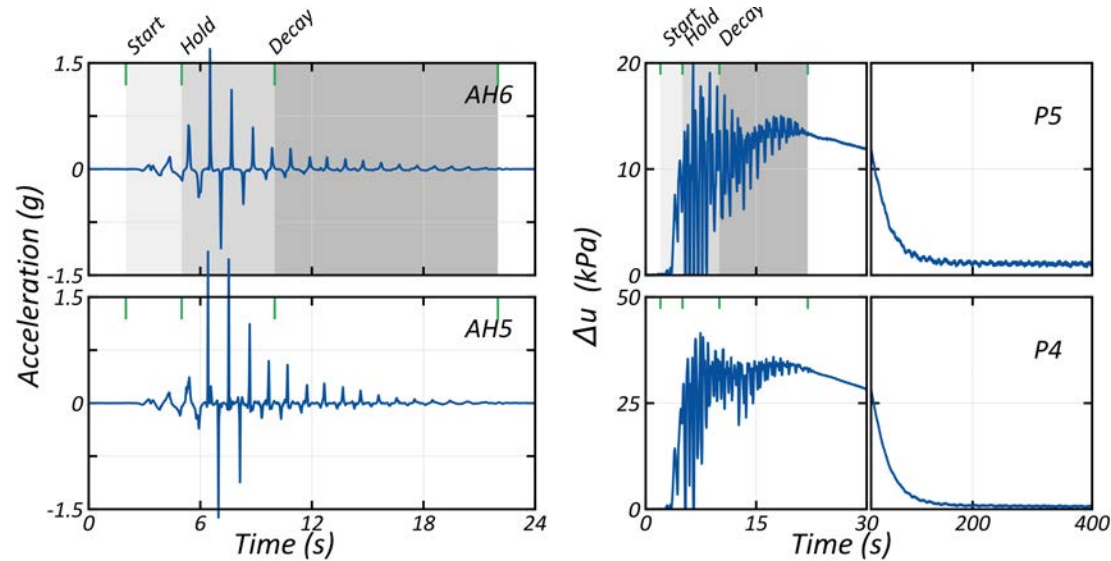 Start
Hold
Decay
1.5
0
-1.5
AH6
1.5
0
-1.5
AH5
0
6
12
18
24
Acceleration (g)
Time (s)
Start
Hold
Decay
20
10
0
P5
50
25
0
P4
0
15
30
200
400
Δu (kPa)
Time (s)